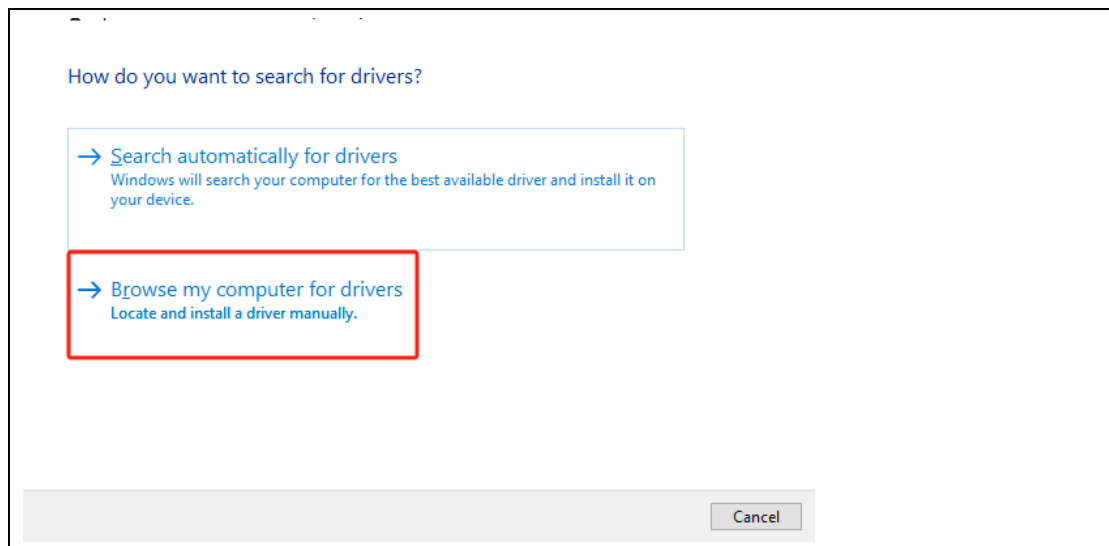 How do you want to search for drivers?
Search automatically for drivers
Windows will search your computer for the best available driver and install it on
your device.
Browse my computer for drivers
Locate and install a driver manually.
Cancel